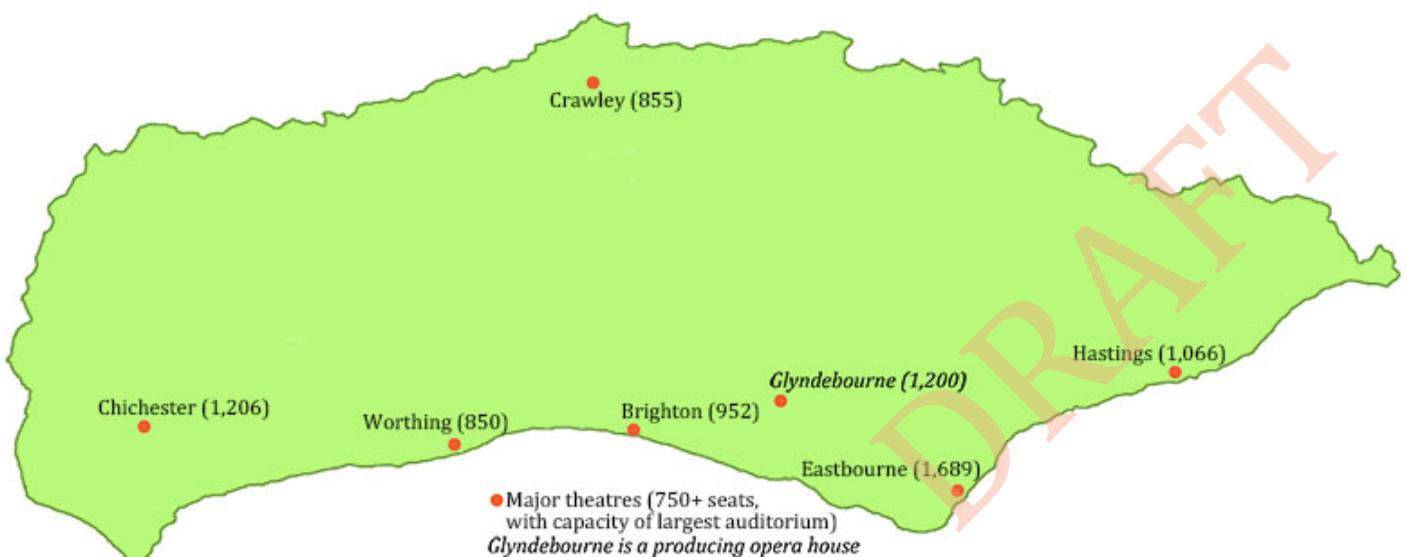 Crawley (855)
Hastings (1,066)
Glyndebourne (1,200)
Chichester (1,206)
Worthing (850)
Brighton (952)
Eastbourne (1,689)
Major theatres (750+ seats,
with capacity of largest auditorium)
Glyndebourne is a producing opera house
DRAFT